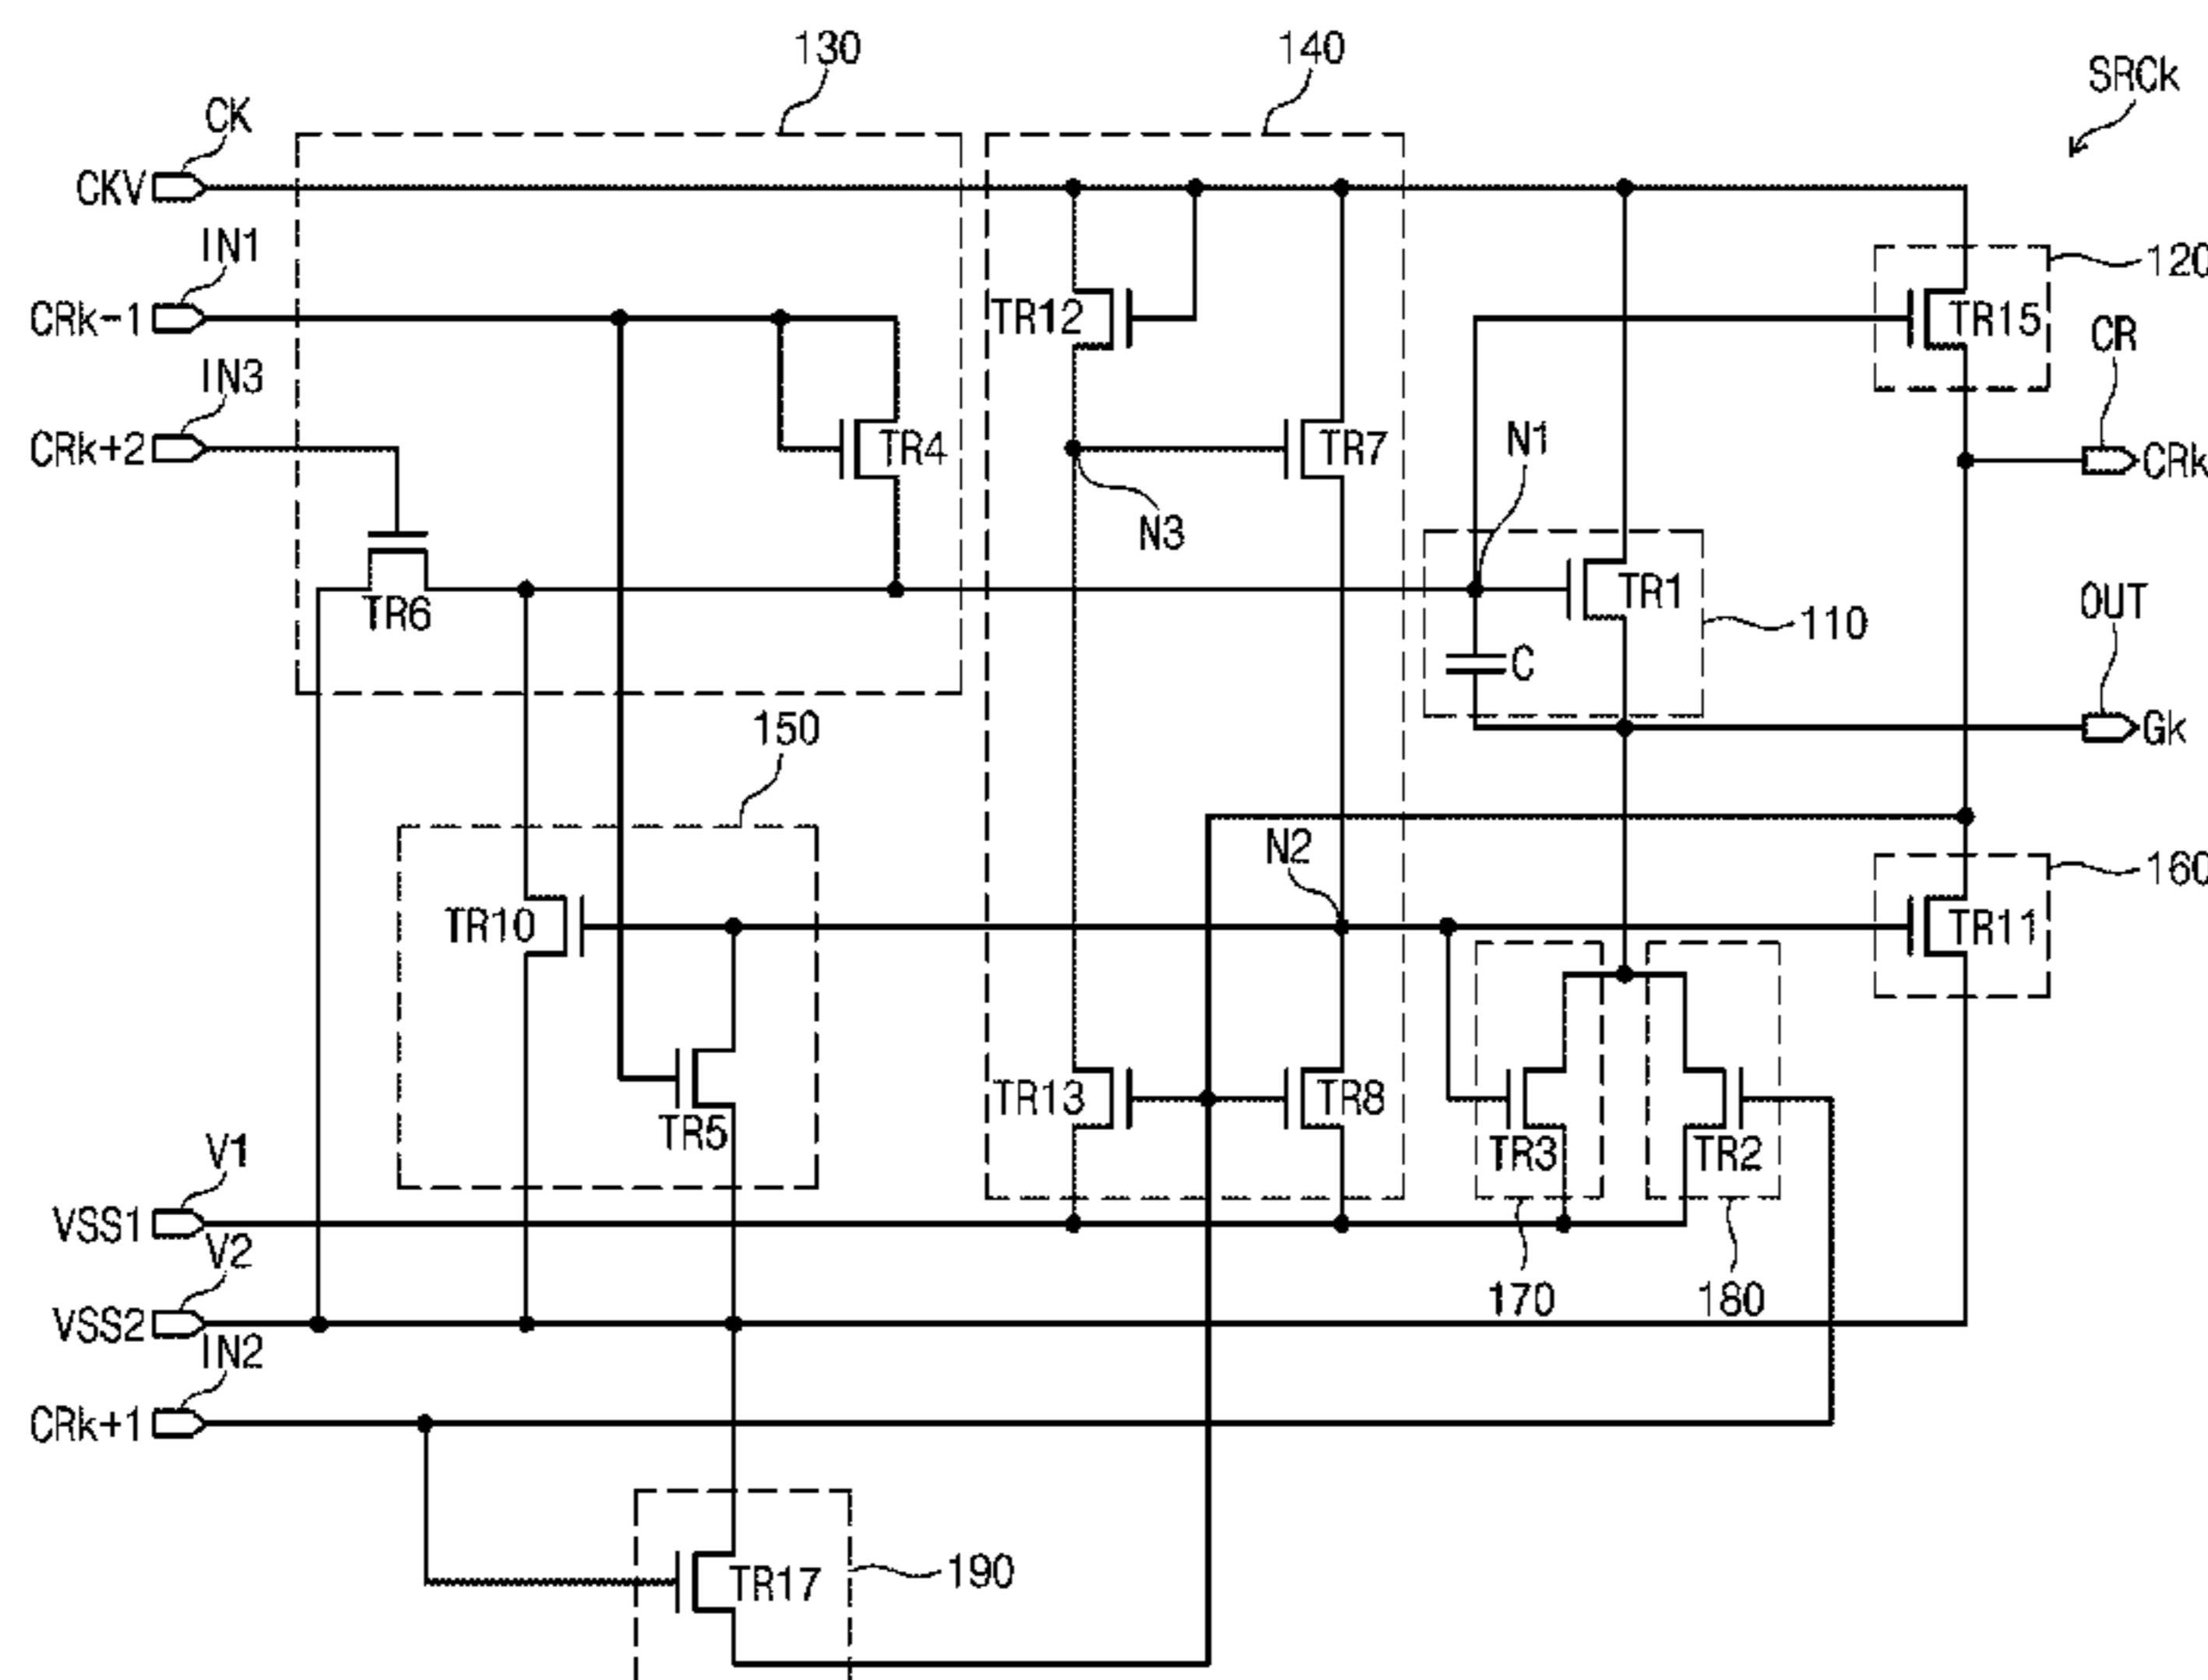 130
140
SRCk
CK
CKV
IN1
120
CRk-1
TR12
TR15
CR
IN3
CRk+2
TR4
TR7
N1
CRk
N3
TR6
TR1
OUT
110
C
150
Gk
N2
160
TR10
TR11
TR13
TR8
TR5
TR3
TR2
V1
VSS1
V2
170
180
VSS2
IN2
CRk+1
TR17
190